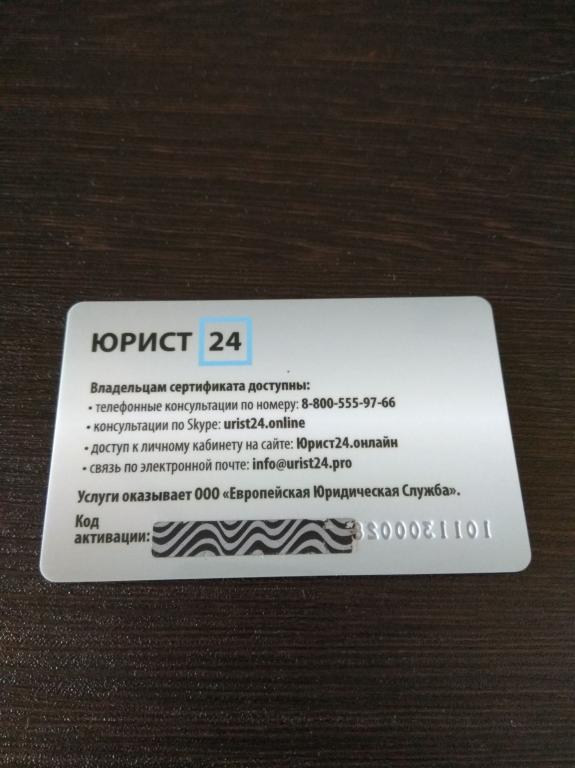 ЮРИСТ 24
Владельцам сертификата доступны:
• телефонные консультации по номеру: 8-800-555-97-66
• консультации по Skype: urist24.online
• доступ к личному кабинету на сайте: Юрист24.онлайн
• связь по электронной почте: info@urist24.pro
Услуги оказывает ООО «Европейская Юридическая Служба».
Код
активации: